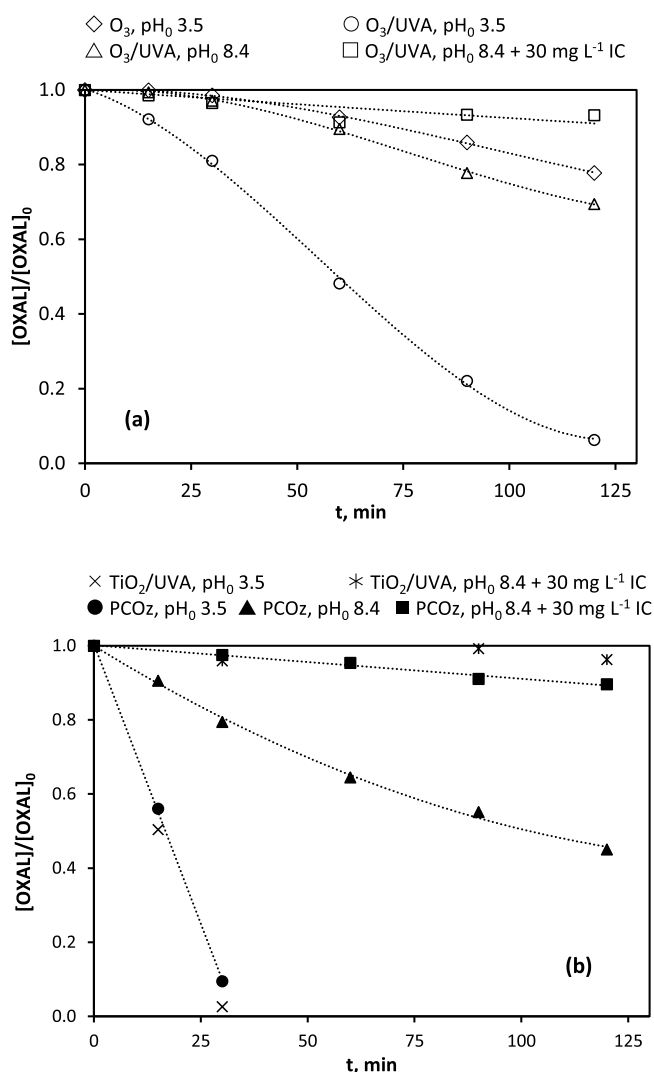 O₃, pH₀ 3.5 O₃/UVA, pH₀ 3.5
O₃/UVA, pH₀ 8.4 O₃/UVA, pH₀ 8.4 + 30 mg L⁻¹ IC
1.0
0.8
0.6
0.4
0.2
0.0
[OXAL]/[OXAL]₀
(a)
0 25 50 75 100 125
t, min
TiO₂/UVA, pH₀ 3.5 TiO₂/UVA, pH₀ 8.4 + 30 mg L⁻¹ IC
PCOz, pH₀ 3.5 PCOz, pH₀ 8.4 PCOz, pH₀ 8.4 + 30 mg L⁻¹ IC
1.0
0.8
0.6
0.4
0.2
0.0
[OXAL]/[OXAL]₀
(b)
0 25 50 75 100 125
t, min